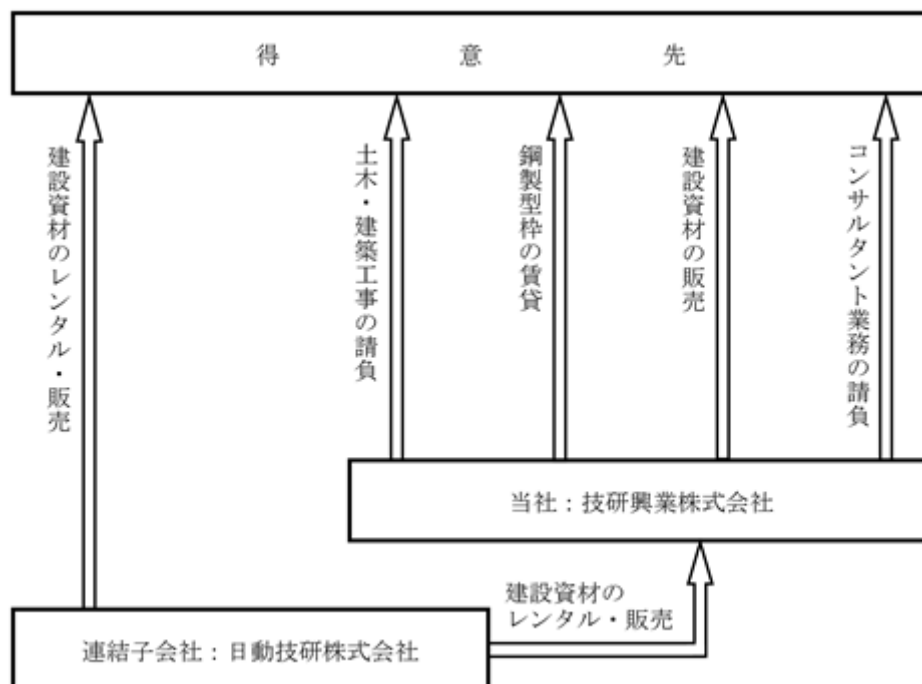 得意先
建設資材のレンタル・販売
土木・建築工事の請負
鋼製型枠の賃貸
建設資材の販売
コンサルタント業務の請負
当社：技研興業株式会社
建設資材の
レンタル・販売
連結子会社：日動技研株式会社